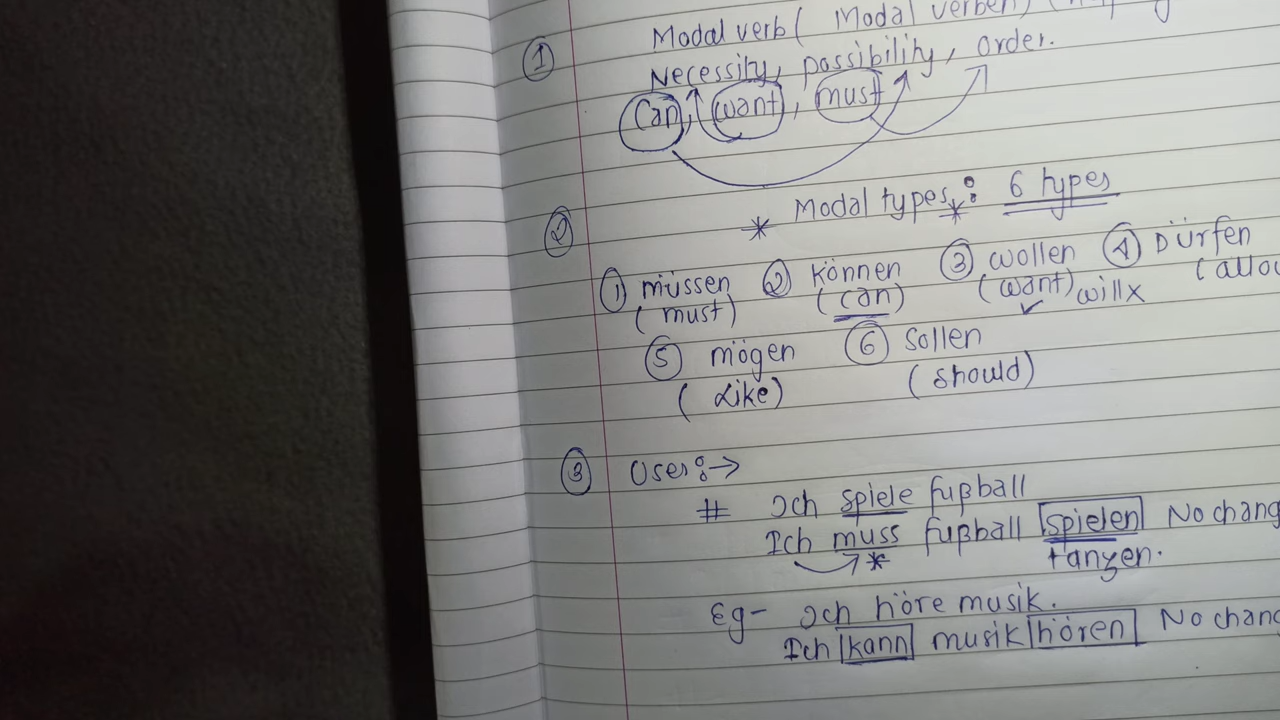 ① Modal verb ( Modal verben)
Necessity, possibility, order.
Can, want, must
② * Modal types * : 6 types
① müssen ② können ③ wollen ④ Dürfen
( must) (can) (want) will x (allow
⑤ mögen ⑥ sollen
( Like) ( should)
③ Uses :→
# Ich spiele fußball
Ich muss fußball spielen No chang
* tanzen.
Eg- Ich höre musik.
Ich kann musik hören No chang